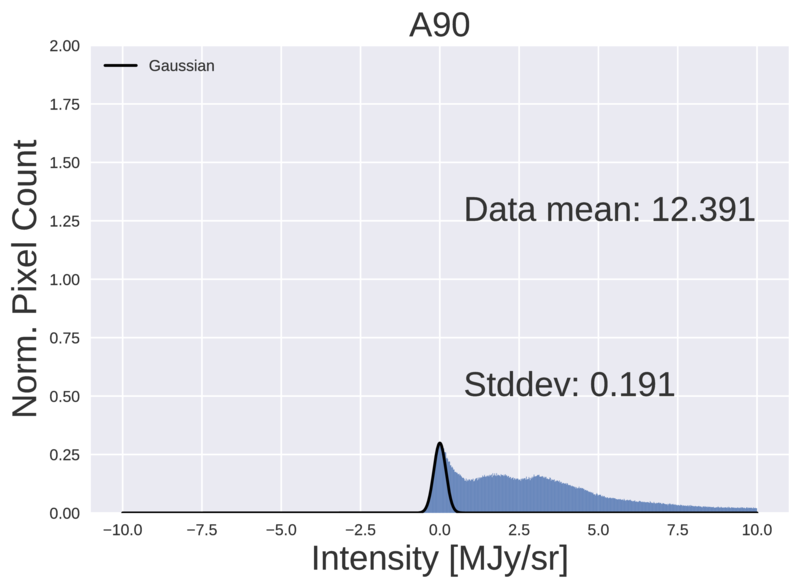 A90
2.00
Gaussian
1.75
1.50
Data mean: 12.391
1.25
1.00
0.75
Stddev: 0.191
0.50
0.25
0.00
Norm. Pixel Count
−10.0 −7.5 −5.0 −2.5 0.0 2.5 5.0 7.5 10.0
Intensity [MJy/sr]